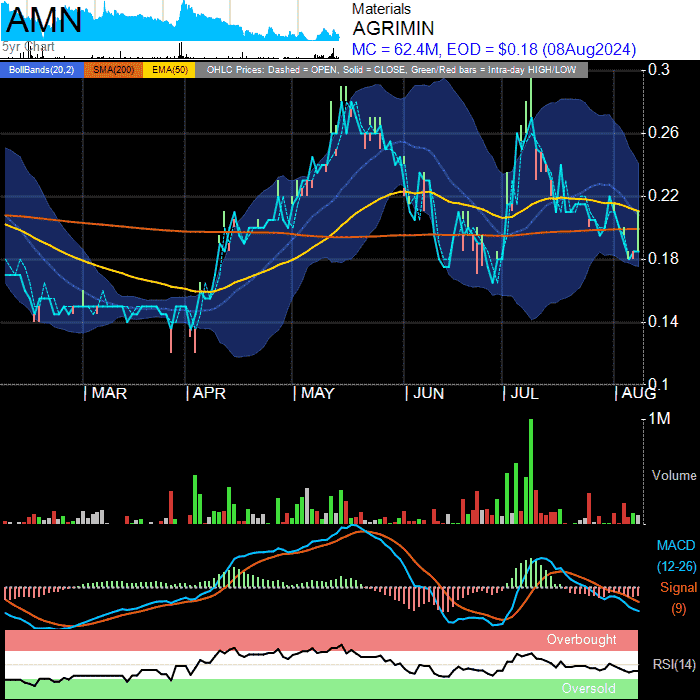 AMN
5yr Chart
Materials
AGRIMIN
MC = 62.4M, EOD = $0.18 (08Aug2024)
BollBands(20,2) SMA(200) EMA(50) OHLC Prices: Dashed = OPEN, Solid = CLOSE, Green/Red bars = Intra-day HIGH/LOW
0.3
0.26
0.22
0.18
0.14
0.1
MAR APR MAY JUN JUL AUG
1M
Volume
MACD
(12-26)
Signal
(9)
Overbought
RSI(14)
Oversold